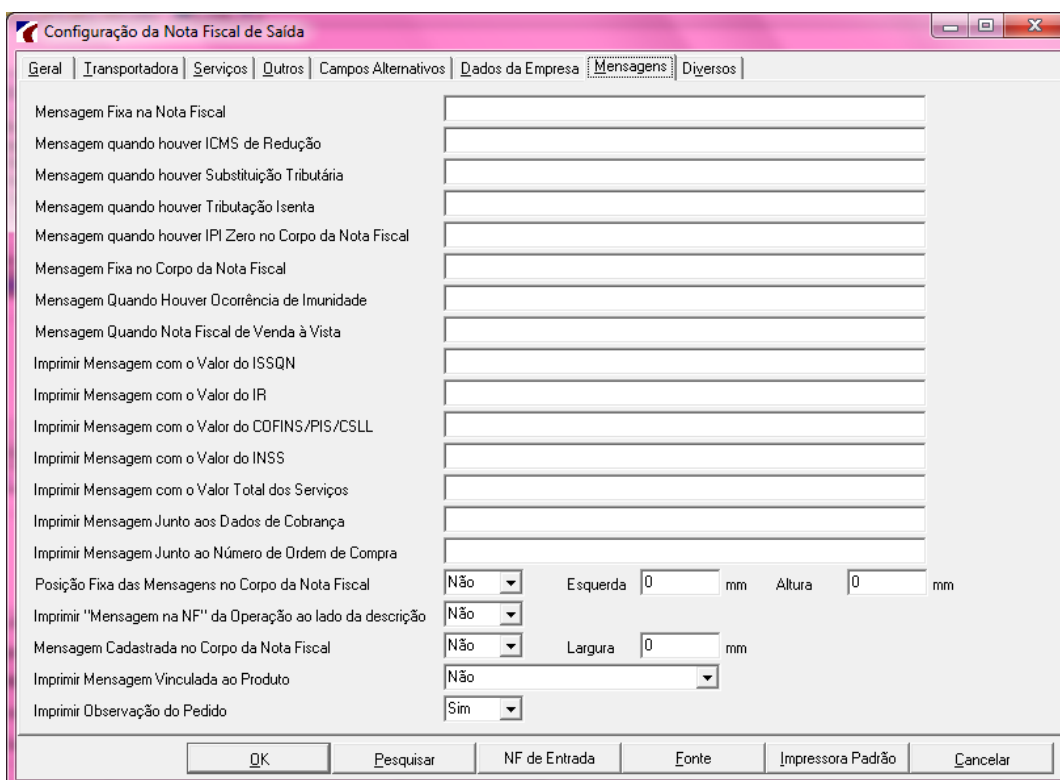 Configuração da Nota Fiscal de Saída
Geral Transportadora Serviços Outros Campos Alternativos Dados da Empresa Mensagens Diversos
Mensagem Fixa na Nota Fiscal
Mensagem quando houver ICMS de Redução
Mensagem quando houver Substituição Tributária
Mensagem quando houver Tributação Isenta
Mensagem quando houver IPI Zero no Corpo da Nota Fiscal
Mensagem Fixa no Corpo da Nota Fiscal
Mensagem Quando Houver Ocorrência de Imunidade
Mensagem Quando Nota Fiscal de Venda à Vista
Imprimir Mensagem com o Valor do ISSQN
Imprimir Mensagem com o Valor do IR
Imprimir Mensagem com o Valor do COFINS/PIS/CSLL
Imprimir Mensagem com o Valor do INSS
Imprimir Mensagem com o Valor Total dos Serviços
Imprimir Mensagem Junto aos Dados de Cobrança
Imprimir Mensagem Junto ao Número de Ordem de Compra
Posição Fixa das Mensagens no Corpo da Nota Fiscal Não Esquerda 0 mm Altura 0 mm
Imprimir "Mensagem na NF" da Operação ao lado da descrição Não
Mensagem Cadastrada no Corpo da Nota Fiscal Não Largura 0 mm
Imprimir Mensagem Vinculada ao Produto Não
Imprimir Observação do Pedido Sim
OK Pesquisar NF de Entrada Fonte Impressora Padrão Cancelar